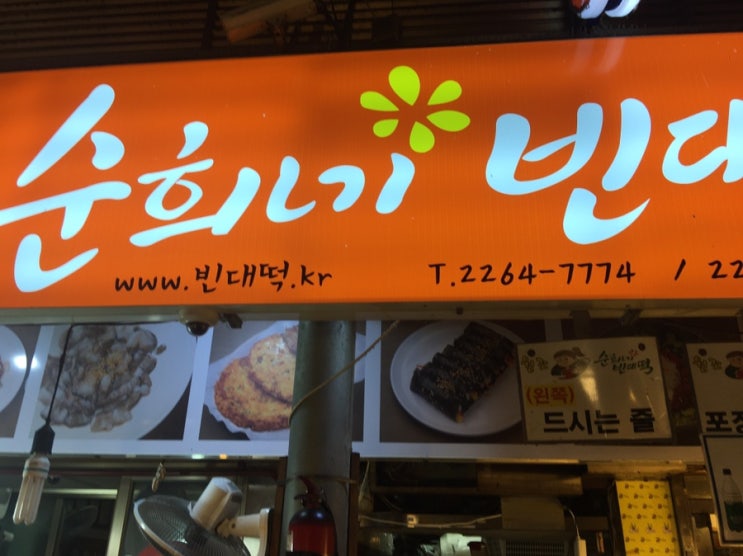 순희네 빈대
www.빈대떡.kr T.2264-7774 / 22
순희네
빈대떡
(왼쪽)
드시는 줄
포장